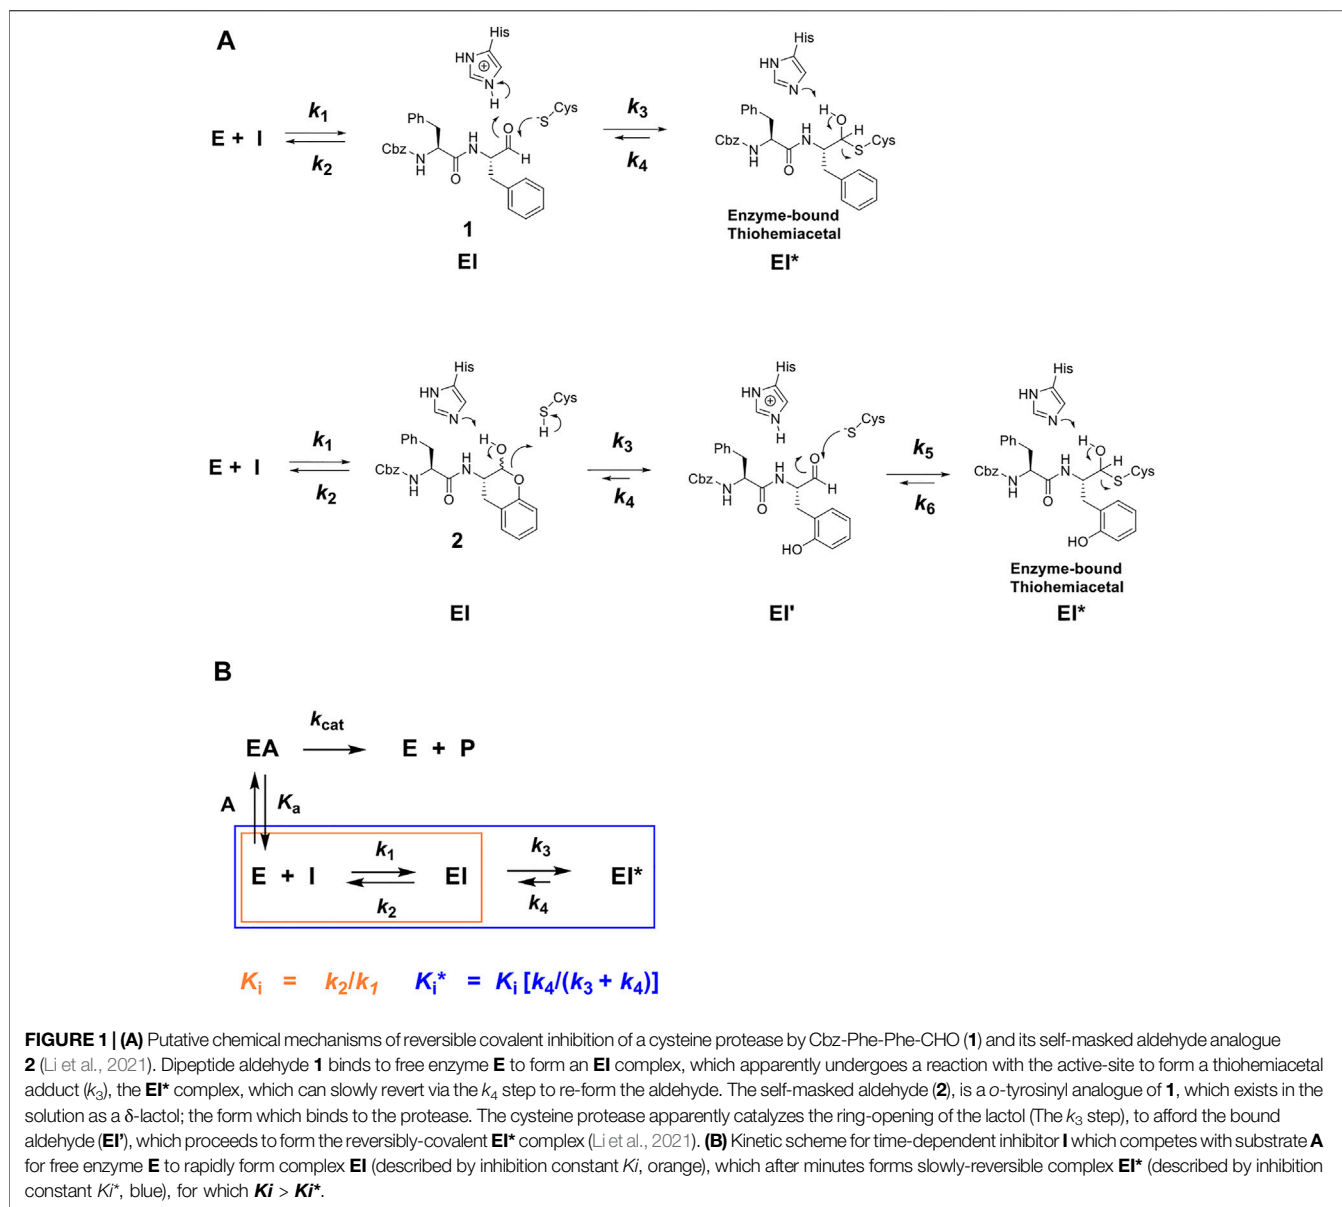 A
E + I
k1
k2
His
HN
⊕
N
H
Ph
Cbz
N
H
O
H
N
O
H
-S
Cys
1
EI
k3
k4
His
HN
N
Ph
Cbz
N
H
O
H
N
H
O
H
S
Cys
Enzyme-bound
Thiohemiacetal
EI*
E + I
k1
k2
His
HN
N
Ph
Cbz
N
H
O
H
N
H
O
O
S
H
Cys
2
EI
k3
k4
His
HN
⊕
N
H
Ph
Cbz
N
H
O
H
N
O
H
HO
-S
Cys
EI'
k5
k6
His
HN
N
Ph
Cbz
N
H
O
H
N
H
O
H
S
Cys
HO
Enzyme-bound
Thiohemiacetal
EI*
B
EA
kcat
E + P
A
Ka
E + I
k1
k2
EI
k3
k4
EI*
Ki = k2/k1 Ki* = Ki [k4/(k3 + k4)]
FIGURE 1 | (A) Putative chemical mechanisms of reversible covalent inhibition of a cysteine protease by Cbz-Phe-Phe-CHO (1) and its self-masked aldehyde analogue
2 (Li et al., 2021). Dipeptide aldehyde 1 binds to free enzyme E to form an EI complex, which apparently undergoes a reaction with the active-site to form a thiohemiacetal
adduct (k3), the EI* complex, which can slowly revert via the k4 step to re-form the aldehyde. The self-masked aldehyde (2), is a o-tyrosinyl analogue of 1, which exists in the
solution as a δ-lactol; the form which binds to the protease. The cysteine protease apparently catalyzes the ring-opening of the lactol (The k3 step), to afford the bound
aldehyde (EI'), which proceeds to form the reversibly-covalent EI* complex (Li et al., 2021). (B) Kinetic scheme for time-dependent inhibitor I which competes with substrate A
for free enzyme E to rapidly form complex EI (described by inhibition constant Ki, orange), which after minutes forms slowly-reversible complex EI* (described by inhibition
constant Ki*, blue), for which Ki > Ki*.